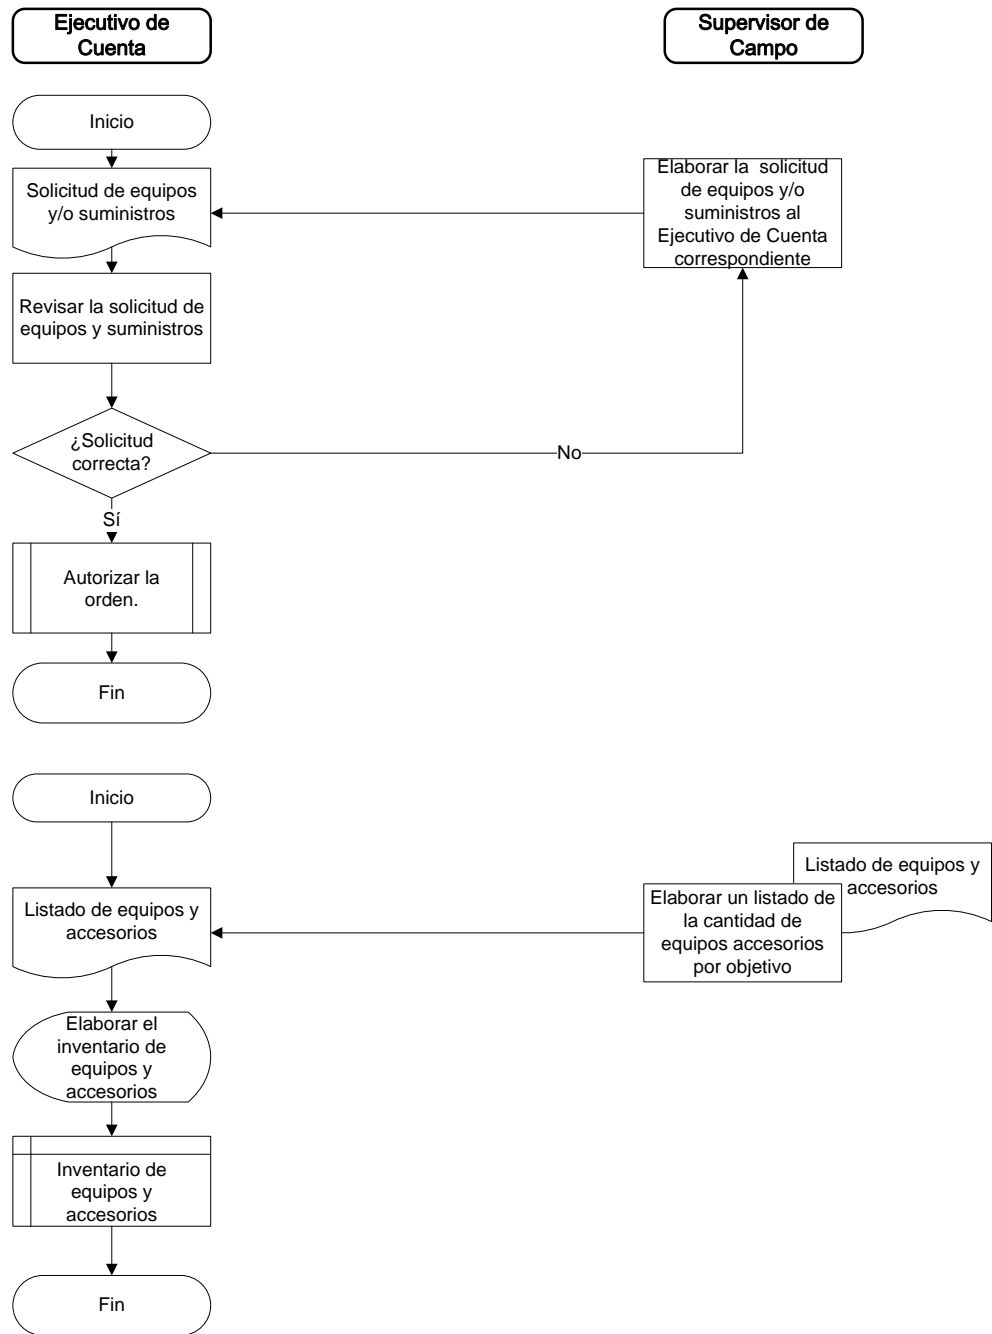 Ejecutivo de
Cuenta
Supervisor de
Campo
Inicio
Solicitud de equipos
y/o suministros
Elaborar la solicitud
de equipos y/o
suministros al
Ejecutivo de Cuenta
correspondiente
Revisar la solicitud de
equipos y suministros
¿Solicitud
correcta?
No
Sí
Autorizar la
orden.
Fin
Inicio
Listado de equipos y
accesorios
Elaborar un listado de
la cantidad de
equipos accesorios
por objetivo
Listado de equipos y
accesorios
Elaborar el
inventario de
equipos y
accesorios
Inventario de
equipos y
accesorios
Fin